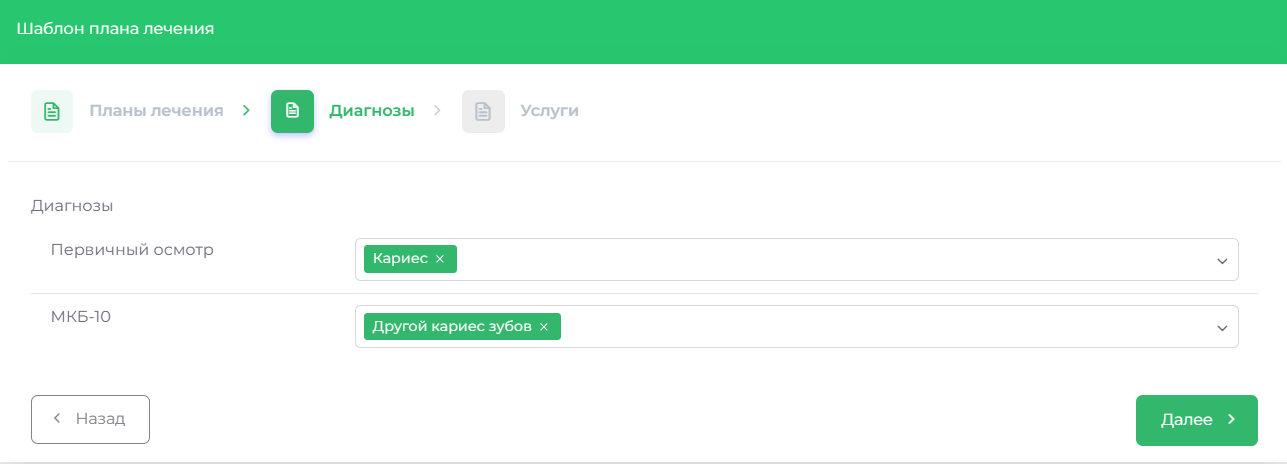 Шаблон плана лечения
Планы лечения Диагнозы Услуги
Диагнозы
Первичный осмотр Кариес ×
МКБ-10 Другой кариес зубов ×
Назад Далее